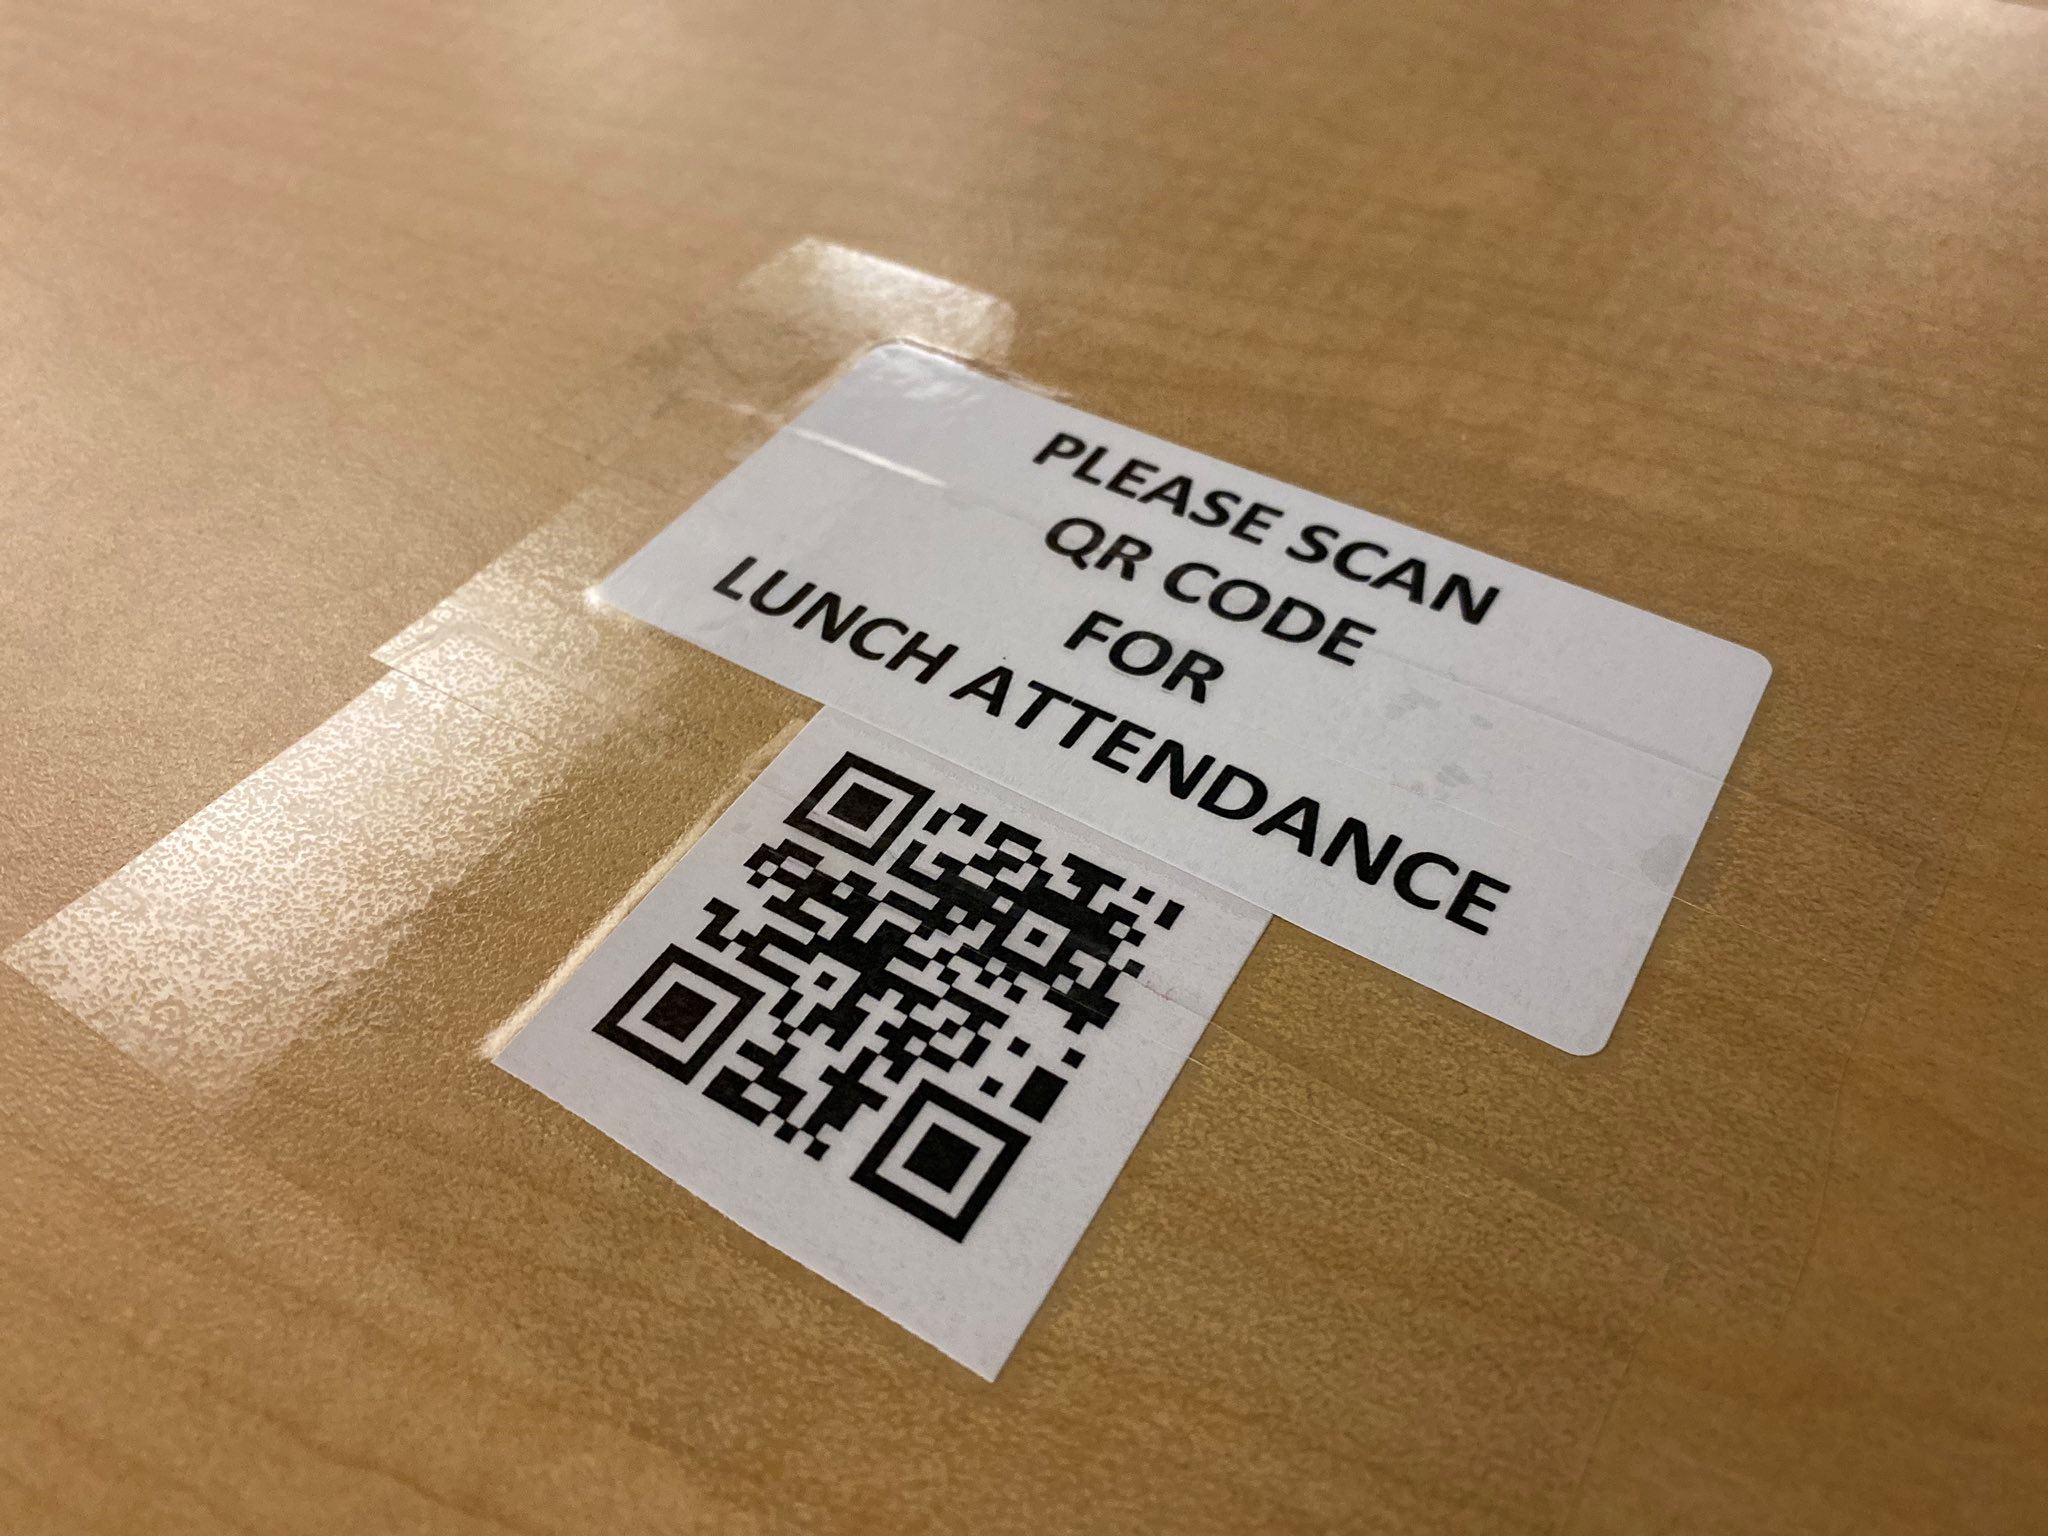 PLEASE SCAN
QR CODE
FOR
LUNCH ATTENDANCE